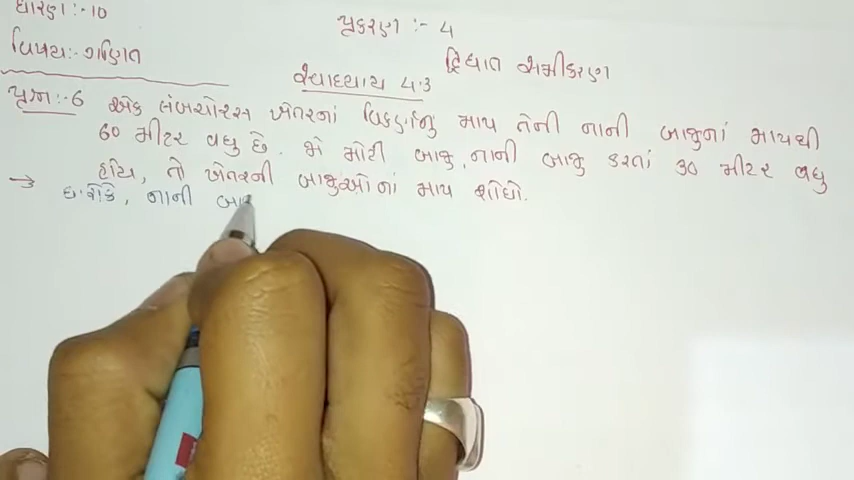 ધોરણ :- 10
પ્રકરણ :- 4
વિષય:- ગણિત
દ્વિઘાત સમીકરણ
સ્વાધ્યાય 4.3
પ્રશ્ન:- 6 એક લંબચોરસ ખેતરનાં વિકર્ણનું માપ તેની નાની બાજુનાં માપથી
60 મીટર વધુ છે. જો મોટી બાજુ, નાની બાજુ કરતાં 30 મીટર વધુ
હોય, તો ખેતરની બાજુઓનાં માપ શોધો.
→ ધારોકે, નાની બા